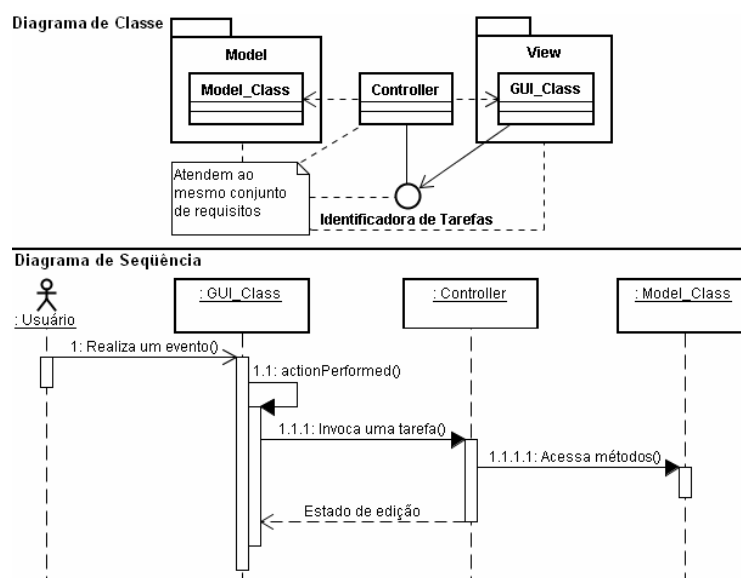 Diagrama de Classe
Model
View
Model_Class
Controller
GUI_Class
Atendem ao
mesmo conjunto
de requisitos
Identificadora de Tarefas
Diagrama de Seqüência
: Usuário
: GUI_Class
: Controller
: Model_Class
1: Realiza um evento()
1.1: actionPerformed()
1.1.1: Invoca uma tarefa()
1.1.1.1: Acessa métodos()
Estado de edição